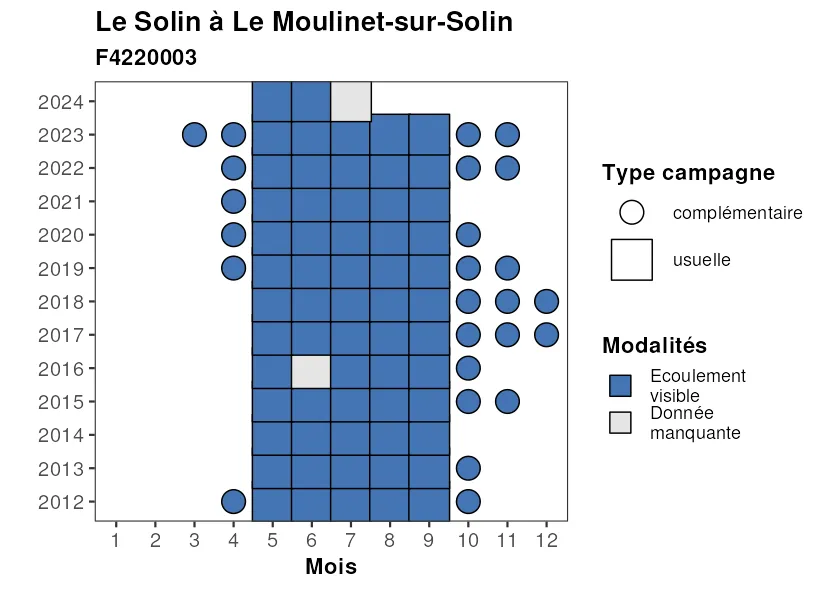 Le Solin à Le Moulinet-sur-Solin
F4220003
2024
2023
2022
2021
2020
2019
2018
2017
2016
2015
2014
2013
2012
1 2 3 4 5 6 7 8 9 10 11 12
Mois
Type campagne
complémentaire
usuelle
Modalités
Ecoulement
visible
Donnée
manquante